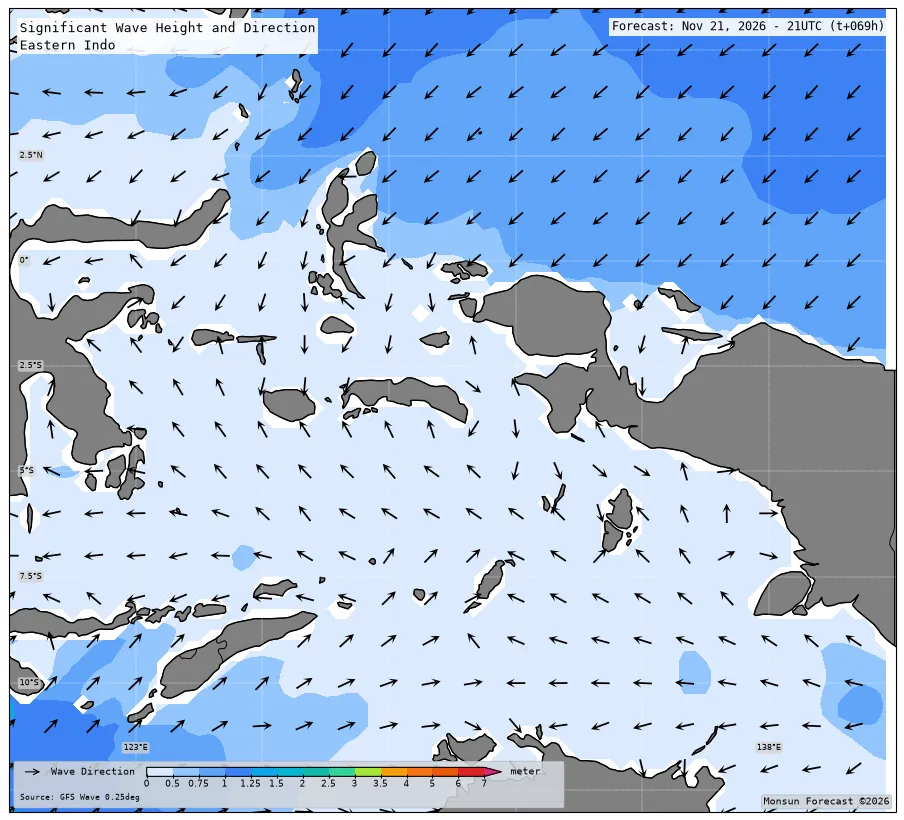 Significant Wave Height and Direction
Eastern Indo
Forecast: Nov 21, 2026 - 21UTC (t+069h)
2.5°N
0°
2.5°S
5°S
7.5°S
10°S
123°E
138°E
Wave Direction
meter
0 0.5 0.75 1 1.25 1.5 2 2.5 3 3.5 4 5 6 7
Source: GFS Wave 0.25deg
Monsun Forecast ©2026